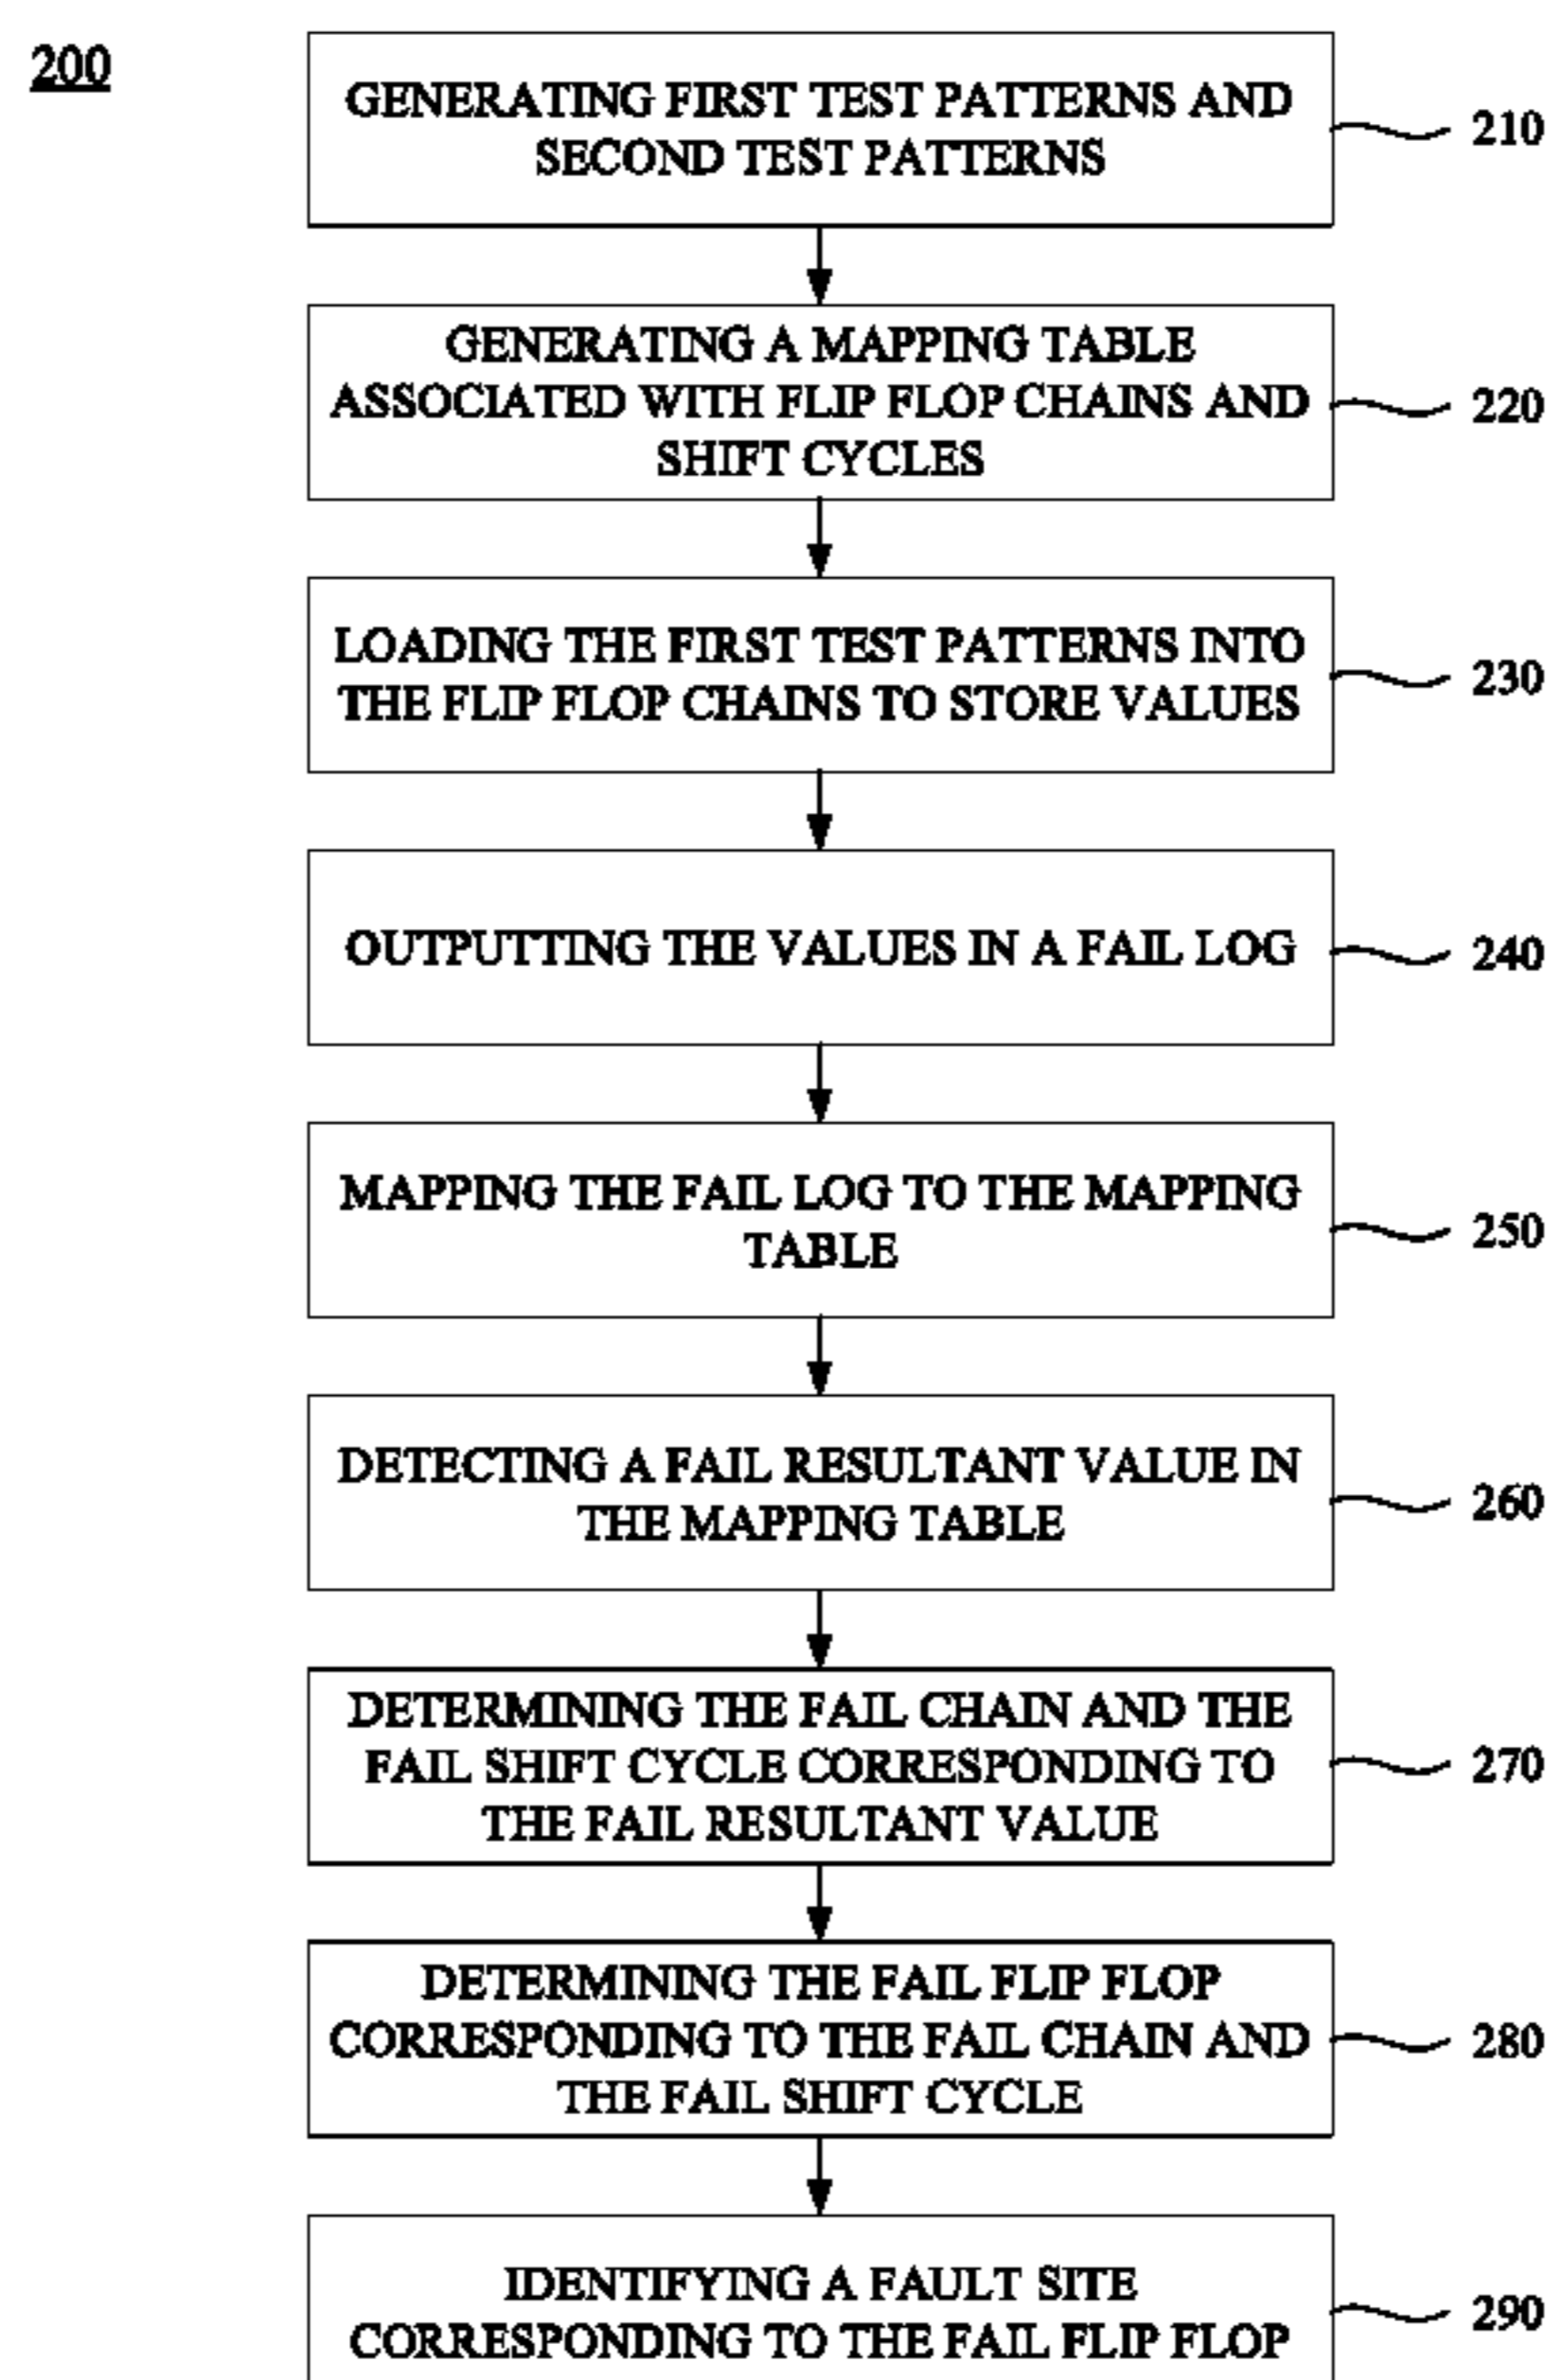 200
GENERATING FIRST TEST PATTERNS AND
SECOND TEST PATTERNS
210
GENERATING A MAPPING TABLE
ASSOCIATED WITH FLIP FLOP CHAINS AND
SHIFT CYCLES
220
LOADING THE FIRST TEST PATTERNS INTO
THE FLIP FLOP CHAINS TO STORE VALUES
230
OUTPUTTING THE VALUES IN A FAIL LOG
240
MAPPING THE FAIL LOG TO THE MAPPING
TABLE
250
DETECTING A FAIL RESULTANT VALUE IN
THE MAPPING TABLE
260
DETERMINING THE FAIL CHAIN AND THE
FAIL SHIFT CYCLE CORRESPONDING TO
THE FAIL RESULTANT VALUE
270
DETERMINING THE FAIL FLIP FLOP
CORRESPONDING TO THE FAIL CHAIN AND
THE FAIL SHIFT CYCLE
280
IDENTIFYING A FAULT SITE
CORRESPONDING TO THE FAIL FLIP FLOP
290